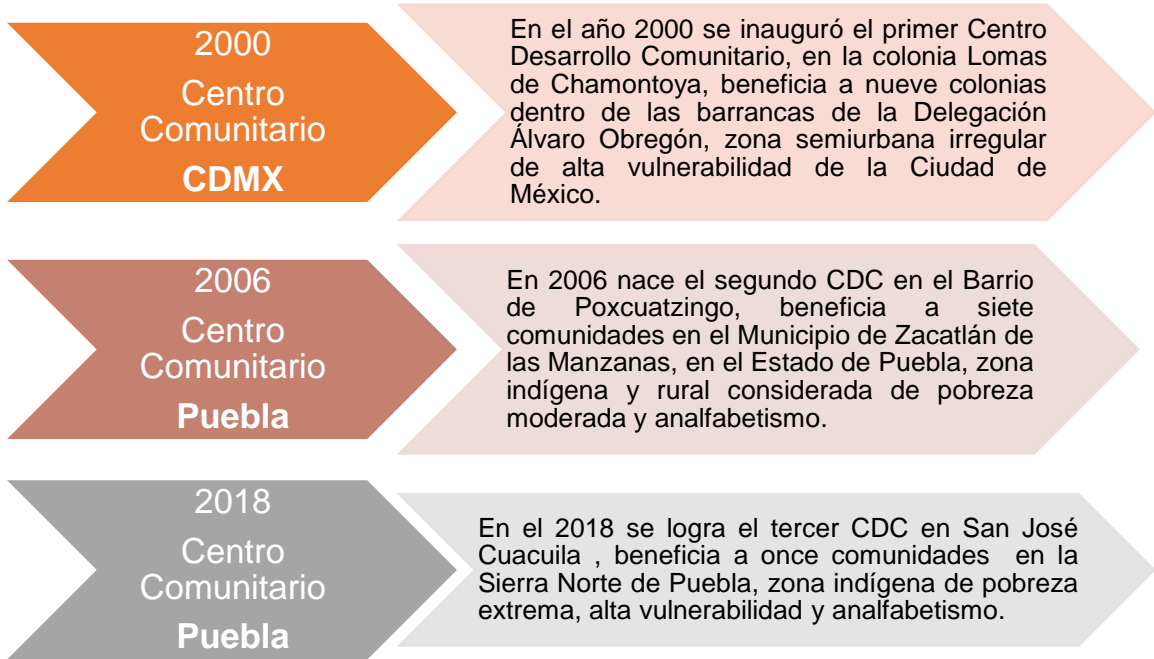 2000
Centro
Comunitario
CDMX
En el año 2000 se inauguró el primer Centro
Desarrollo Comunitario, en la colonia Lomas
de Chamontoya, beneficia a nueve colonias
dentro de las barrancas de la Delegación
Álvaro Obregón, zona semiurbana irregular
de alta vulnerabilidad de la Ciudad de
México.
2006
Centro
Comunitario
Puebla
En 2006 nace el segundo CDC en el Barrio
de Poxcuatzingo, beneficia a siete
comunidades en el Municipio de Zacatlán de
las Manzanas, en el Estado de Puebla, zona
indígena y rural considerada de pobreza
moderada y analfabetismo.
2018
Centro
Comunitario
Puebla
En el 2018 se logra el tercer CDC en San José
Cuacuila , beneficia a once comunidades en la
Sierra Norte de Puebla, zona indígena de pobreza
extrema, alta vulnerabilidad y analfabetismo.